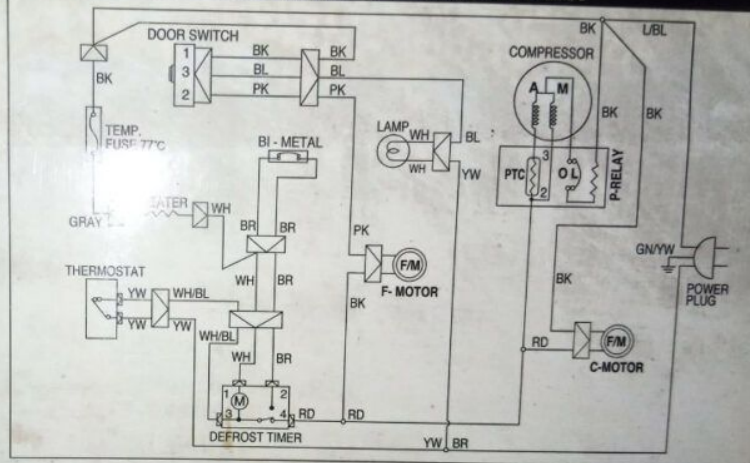 BK L/BL
DOOR SWITCH
1 BK BK
3 BL BL
2 PK PK
BK
COMPRESSOR
A M
BK BK
TEMP.
FUSE 77°C
BI - METAL
LAMP
WH BL
WH YW
PTC 3 O L P-RELAY
2
WH
GRAY
BR BR
PK
F/M
F- MOTOR
GN/YW
POWER
PLUG
THERMOSTAT
YW WH/BL
YW YW
WH BR
BK
BK
WH/BL
WH BR
RD F/M
C-MOTOR
1 M 2
3 4 RD RD
DEFROST TIMER
YW BR